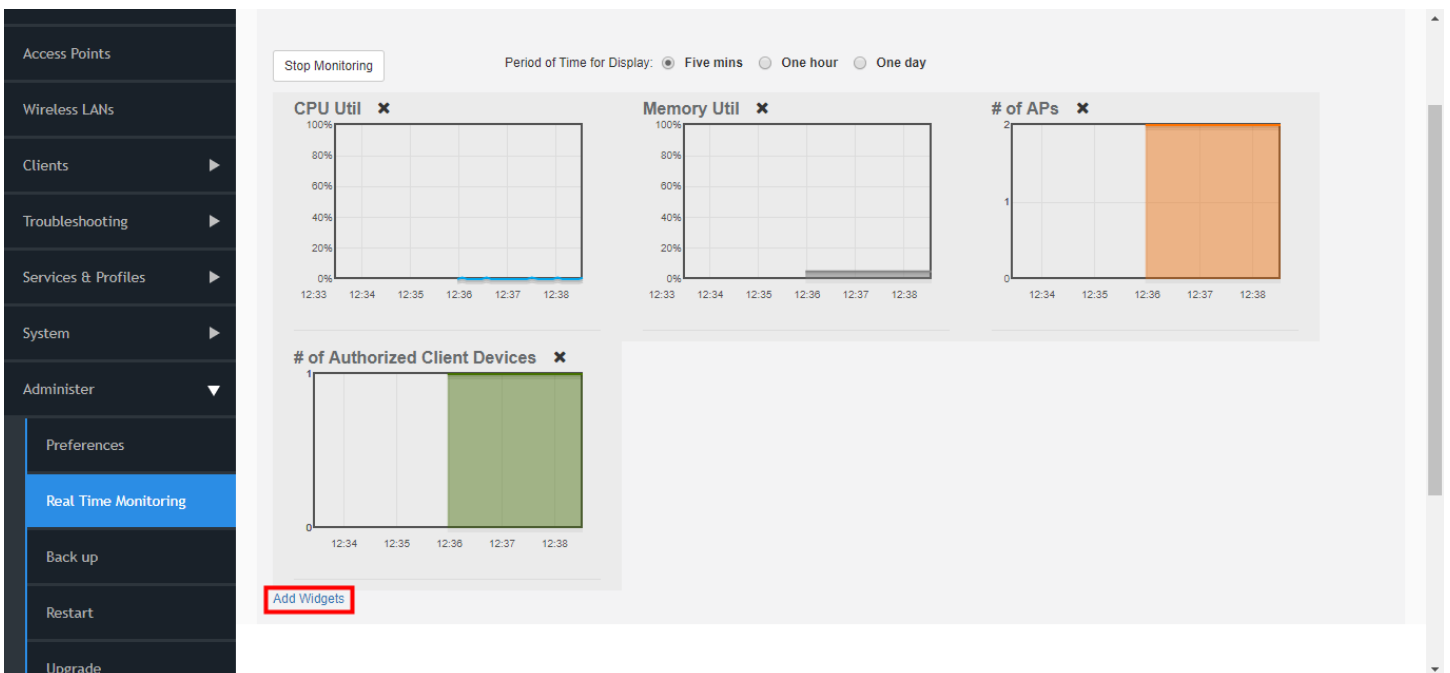 Access Points
Wireless LANs
Clients
Troubleshooting
Services & Profiles
System
Administer
Preferences
Real Time Monitoring
Back up
Restart
Upgrade
Stop Monitoring
Period of Time for Display: Five mins One hour One day
CPU Util ✖
100%
80%
60%
40%
20%
0%
12:33 12:34 12:35 12:36 12:37 12:38
Memory Util ✖
100%
80%
60%
40%
20%
0%
12:33 12:34 12:35 12:36 12:37 12:38
# of APs ✖
2
1
0
12:34 12:35 12:36 12:37 12:38
# of Authorized Client Devices ✖
1
0
12:34 12:35 12:36 12:37 12:38
Add Widgets